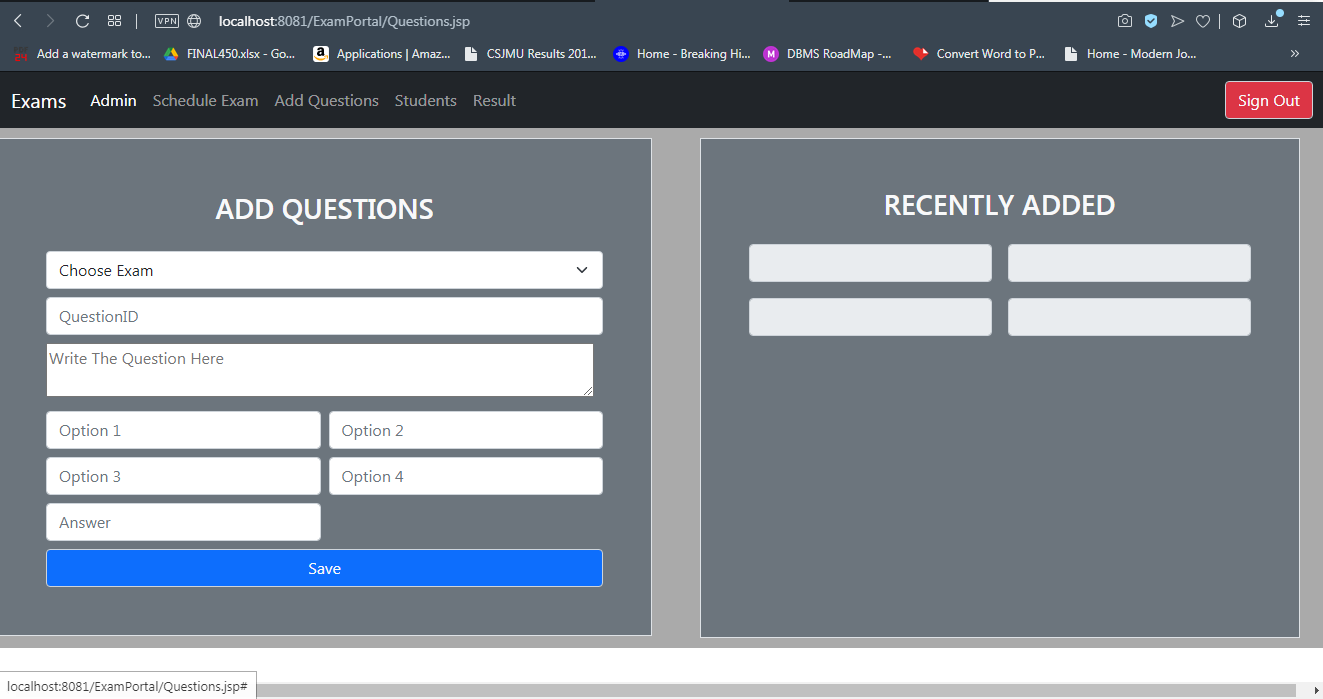 VPN localhost:8081/ExamPortal/Questions.jsp
Add a watermark to... FINAL450.xlsx - Go... a Applications | Amaz... CSJMU Results 201... Home - Breaking Hi... M DBMS RoadMap -... Convert Word to P... Home - Modern Jo... »
Exams Admin Schedule Exam Add Questions Students Result Sign Out
ADD QUESTIONS
Choose Exam
QuestionID
Write The Question Here
Option 1 Option 2
Option 3 Option 4
Answer
Save
RECENTLY ADDED
localhost:8081/ExamPortal/Questions.jsp#